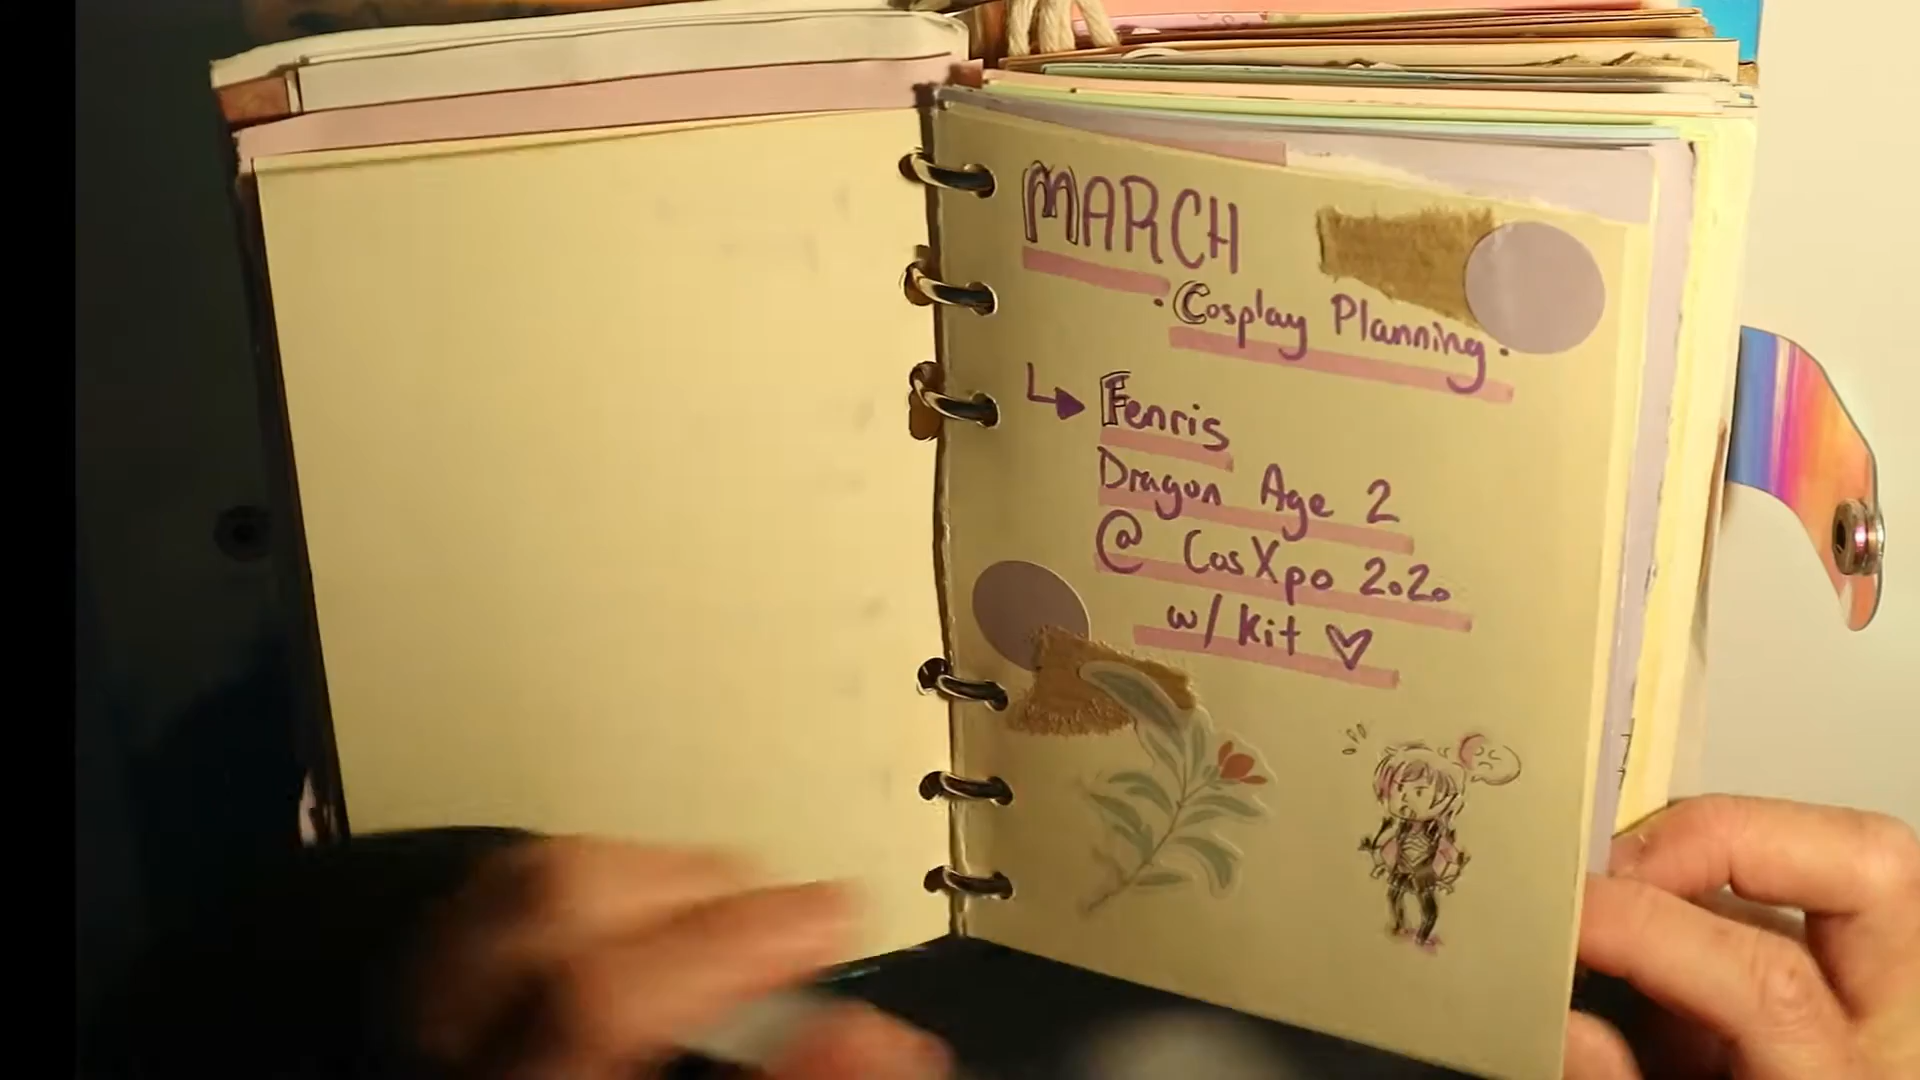 MARCH
• Cosplay Planning •
↳ Fenris
Dragon Age 2
@ CosXpo 2020
w/ Kit ♡